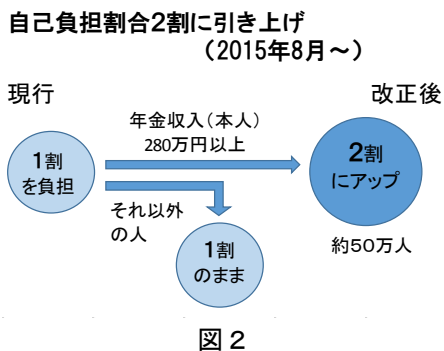 自己負担割合2割に引き上げ
（2015年8月～）
現行
改正後
年金収入（本人）
280万円以上
1割
を負担
2割
にアップ
それ以外
の人
1割
のまま
約50万人
図２